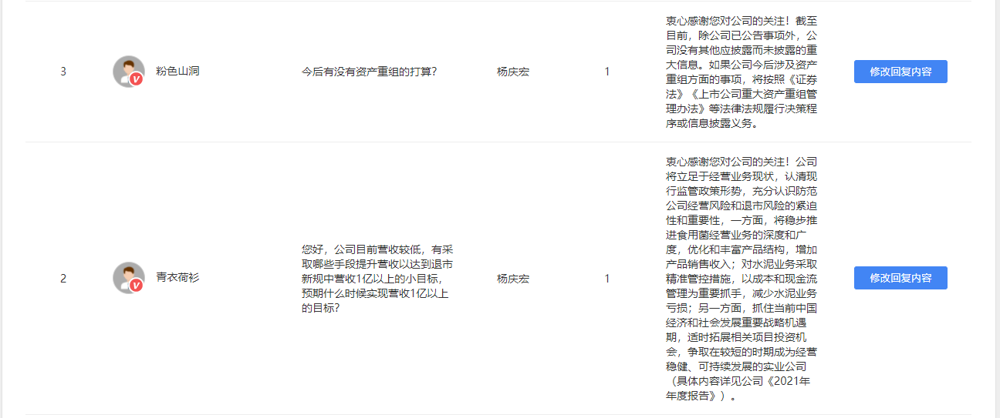 3
粉色山洞
今后有没有资产重组的打算？
杨庆宏
1
衷心感谢您对公司的关注！截至
目前，除公司已公告事项外，公
司没有其他应披露而未披露的重
大信息。如果公司今后涉及资产
重组方面的事项，将按照《证券
法》《上市公司重大资产重组管
理办法》等法律法规履行决策程
序或信息披露义务。
修改回复内容
2
青衣荷衫
您好，公司目前营收较低，有采
取哪些手段提升营收以达到退市
新规中营收1亿以上的小目标，
预期什么时候实现营收1亿以上
的目标？
杨庆宏
1
衷心感谢您对公司的关注！公司
将立足于经营业务现状，认清现
行监管政策形势，充分认识防范
公司经营风险和退市风险的紧迫
性和重要性，一方面，将稳步推
进食用菌经营业务的深度和广
度，优化和丰富产品结构，增加
产品销售收入；对水泥业务采取
精准管控措施，以成本和现金流
管理为重要抓手，减少水泥业务
亏损；另一方面，抓住当前中国
经济和社会发展重要战略机遇
期，适时拓展相关项目投资机
会，争取在较短的时期成为经营
稳健、可持续发展的实业公司
（具体内容详见公司《2021年
年度报告》）。
修改回复内容